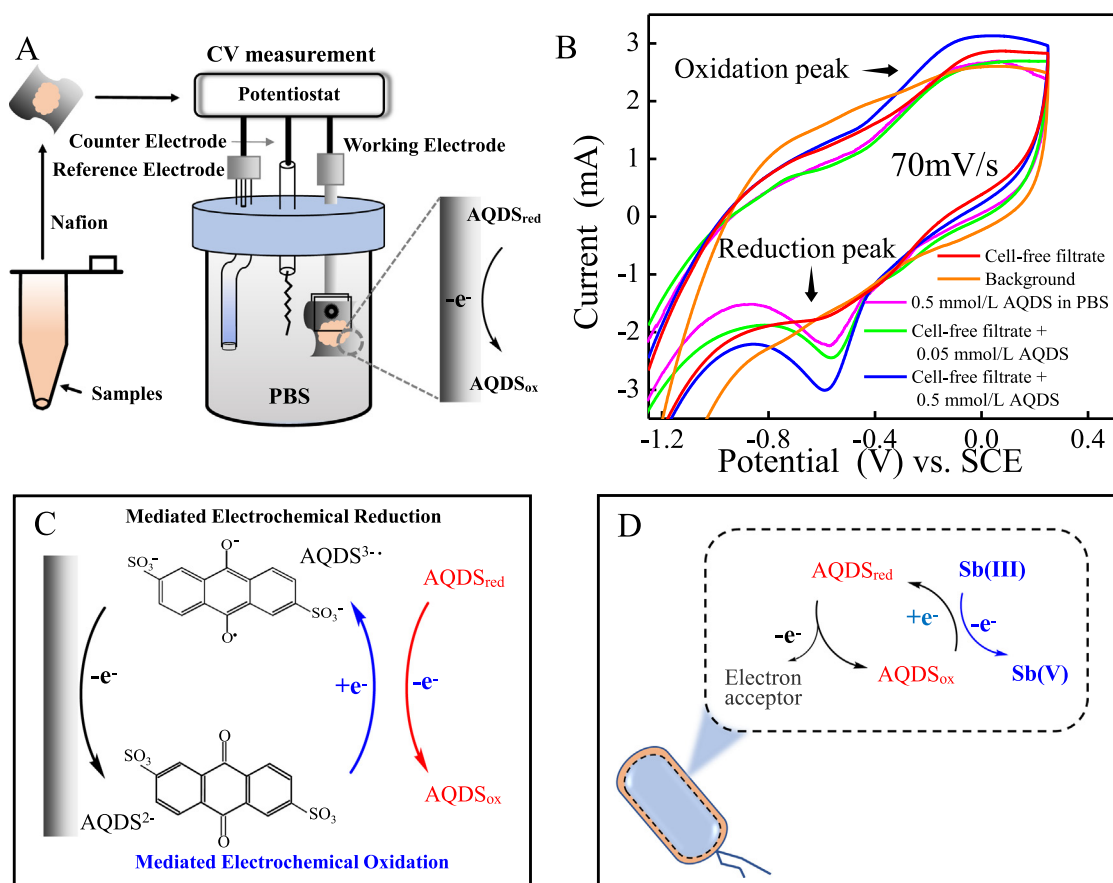 A
CV measurement
Potentiostat
Counter Electrode
Reference Electrode
Working Electrode
Nafion
Samples
PBS
AQDSred
-e-
AQDSox
B
Oxidation peak
70mV/s
Reduction peak
Cell-free filtrate
Background
0.5 mmol/L AQDS in PBS
Cell-free filtrate +
0.05 mmol/L AQDS
Cell-free filtrate +
0.5 mmol/L AQDS
3
2
1
0
-1
-2
-3
Current (mA)
-1.2
-0.8
-0.4
0.0
0.4
Potential (V) vs. SCE
C
Mediated Electrochemical Reduction
O-
SO3-
AQDS3-·
SO3-
O•
AQDSred
-e-
+e-
-e-
O
SO3-
SO3-
O
AQDS2-
AQDSox
Mediated Electrochemical Oxidation
D
AQDSred
Sb(III)
+e-
-e-
-e-
Electron
acceptor
AQDSox
Sb(V)